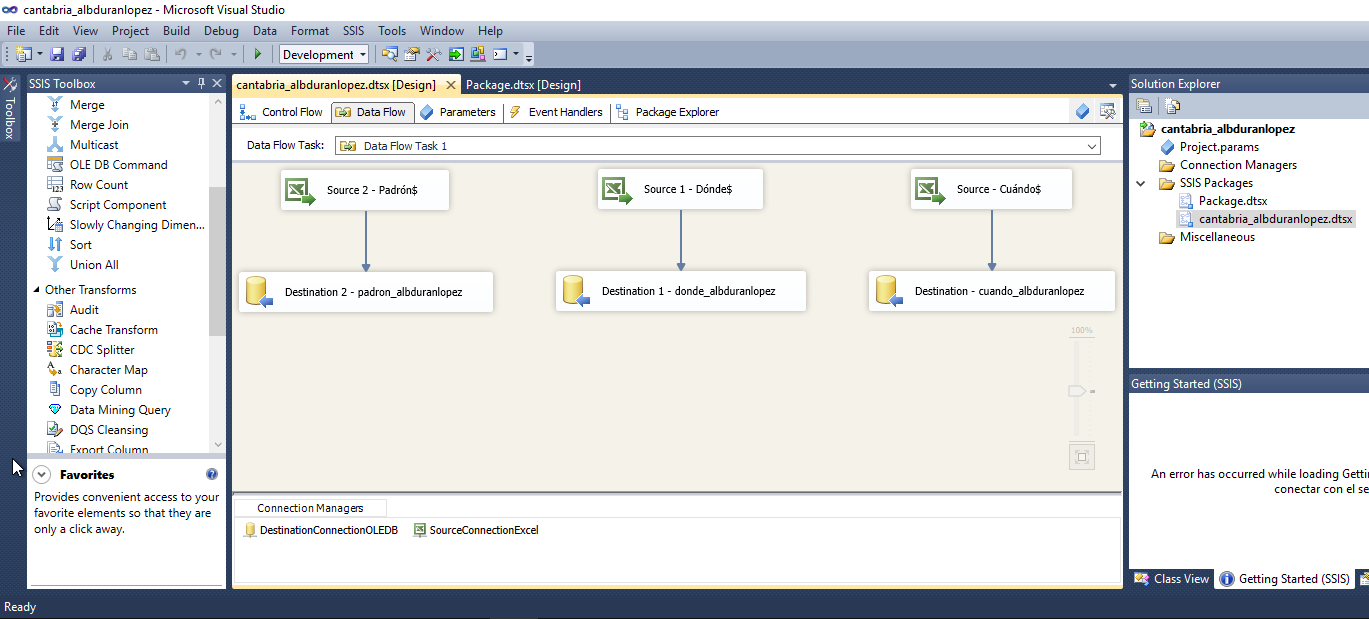 cantabria_albduranlopez - Microsoft Visual Studio
File Edit View Project Build Debug Data Format SSIS Tools Window Help
Development
Toolbox
SSIS Toolbox
Merge
Merge Join
Multicast
OLE DB Command
Row Count
Script Component
Slowly Changing Dimen...
Sort
Union All
Other Transforms
Audit
Cache Transform
CDC Splitter
Character Map
Copy Column
Data Mining Query
DQS Cleansing
Export Column
Favorites
Provides convenient access to your
favorite elements so that they are
only a click away.
cantabria_albduranlopez.dtsx [Design] Package.dtsx [Design]
Control Flow Data Flow Parameters Event Handlers Package Explorer
Data Flow Task: Data Flow Task 1
Source 2 - Padrón$ Source 1 - Dónde$ Source - Cuándo$
Destination 2 - padron_albduranlopez Destination 1 - donde_albduranlopez Destination - cuando_albduranlopez
100%
Connection Managers
DestinationConnectionOLEDB SourceConnectionExcel
Solution Explorer
cantabria_albduranlopez
Project.params
Connection Managers
SSIS Packages
Package.dtsx
cantabria_albduranlopez.dtsx
Miscellaneous
Getting Started (SSIS)
An error has occurred while loading Getti
conectar con el se
Class View Getting Started (SSIS)
Ready